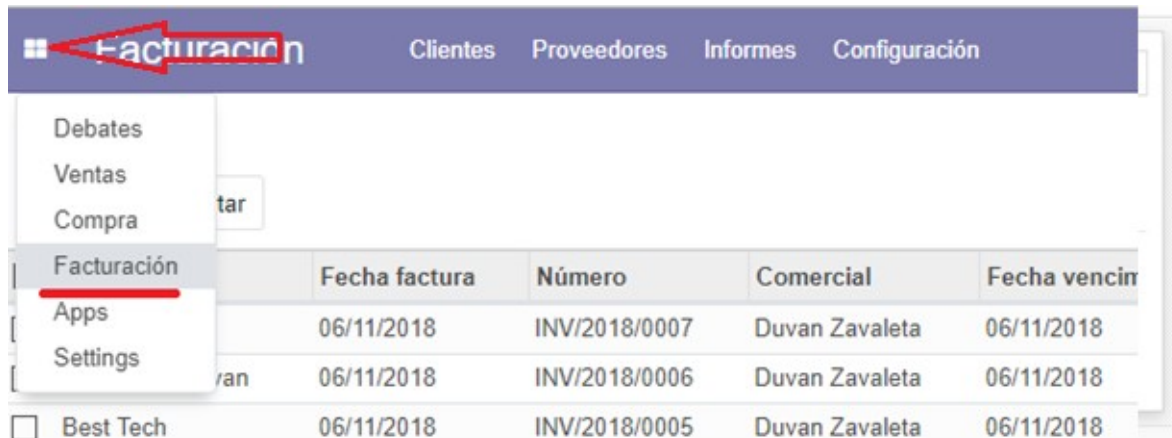 Facturación Clientes Proveedores Informes Configuración
Debates
Ventas
tar
Compra
Facturación
Fecha factura Número Comercial Fecha vencim
Apps
06/11/2018 INV/2018/0007 Duvan Zavaleta 06/11/2018
Settings
van 06/11/2018 INV/2018/0006 Duvan Zavaleta 06/11/2018
Best Tech 06/11/2018 INV/2018/0005 Duvan Zavaleta 06/11/2018